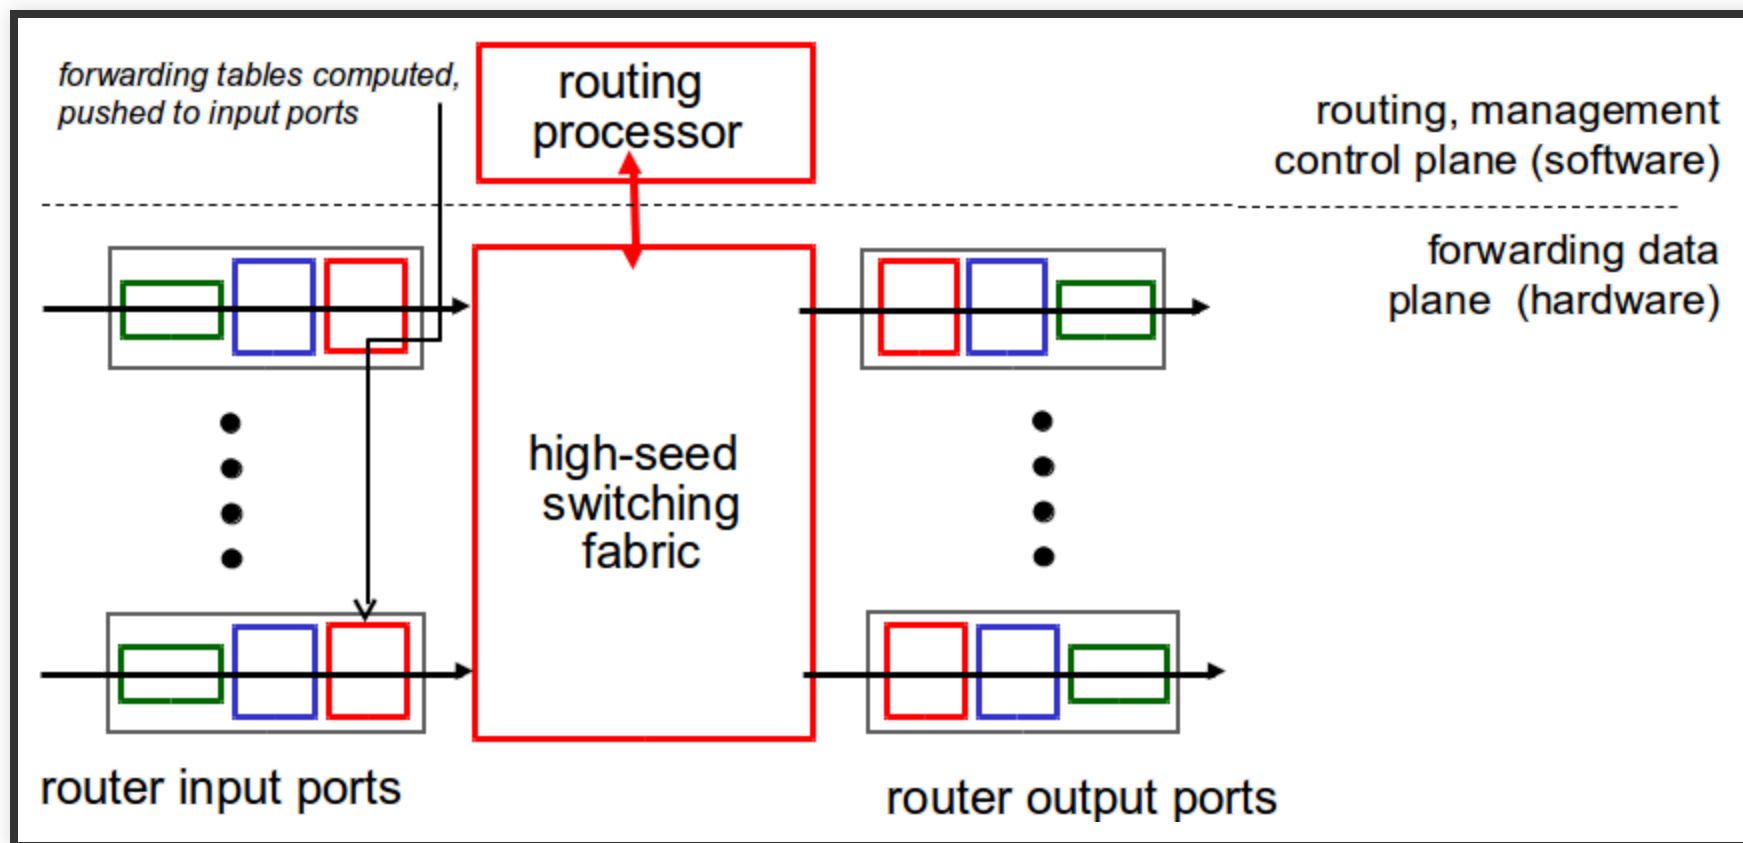 forwarding tables computed,
pushed to input ports
routing
processor
routing, management
control plane (software)
forwarding data
plane (hardware)
high-seed
switching
fabric
router input ports
router output ports